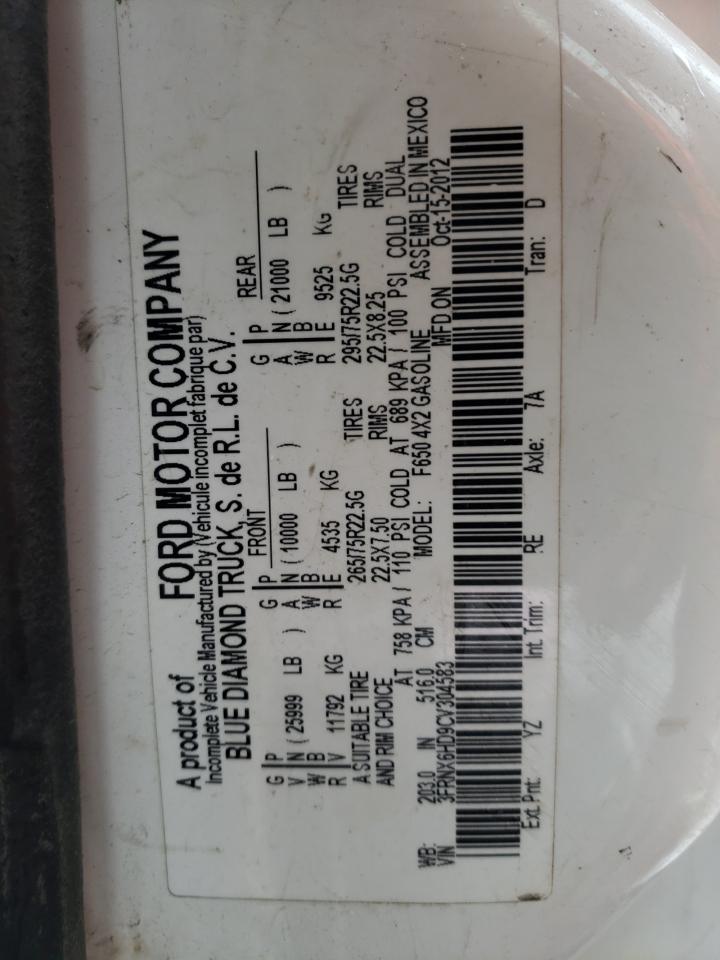 A product of FORD MOTOR COMPANY
Incomplete Vehicle Manufactured by (Vehicule Incomplet fabrique par)
BLUE DIAMOND TRUCK, S. de R.L. de C.V.
FRONT REAR
G P G P G P
V N ( 25999 LB ) A N ( 10000 LB ) A N ( 21000 LB )
W B W B W B
R V 11792 KG R E 4535 KG R E 9525 KG
A SUITABLE TIRE 265/75R22.5G TIRES 295/75R22.5G TIRES
AND RIM CHOICE 22.5X7.50 RIMS 22.5X8.25 RIMS
AT 758 KPA / 110 PSI COLD AT 689 KPA / 100 PSI COLD DUAL
WB: 203.0 IN 516.0 CM MODEL: F650 4X2 GASOLINE ASSEMBLED IN MEXICO
VIN 3FRNX6HD9CV304583 MFD ON Oct-15-2012
Ext. Pnt: YZ Int. Trim: RE Axle: 7A Tran: D